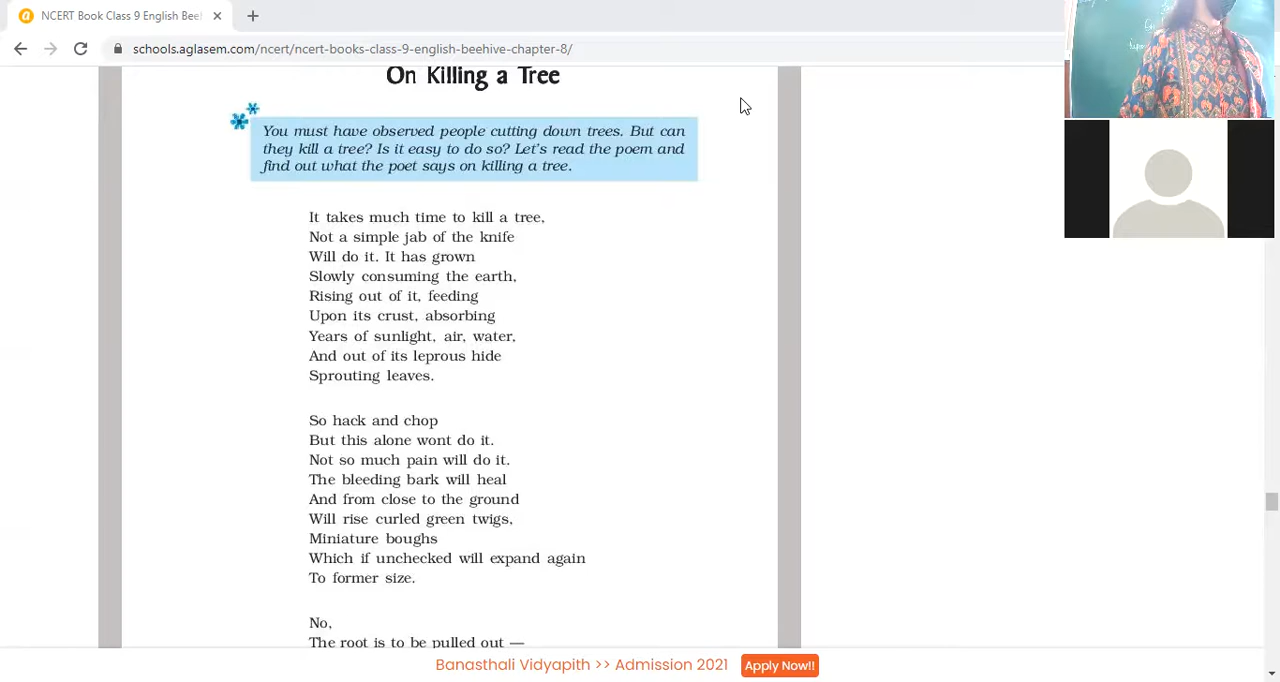 NCERT Book Class 9 English Bee
schools.aglasem.com/ncert/ncert-books-class-9-english-beehive-chapter-8/
On Killing a Tree
You must have observed people cutting down trees. But can
they kill a tree? Is it easy to do so? Let's read the poem and
find out what the poet says on killing a tree.
It takes much time to kill a tree,
Not a simple jab of the knife
Will do it. It has grown
Slowly consuming the earth,
Rising out of it, feeding
Upon its crust, absorbing
Years of sunlight, air, water,
And out of its leprous hide
Sprouting leaves.
So hack and chop
But this alone wont do it.
Not so much pain will do it.
The bleeding bark will heal
And from close to the ground
Will rise curled green twigs,
Miniature boughs
Which if unchecked will expand again
To former size.
No,
The root is to be pulled out —
Banasthali Vidyapith >> Admission 2021 Apply Now!!